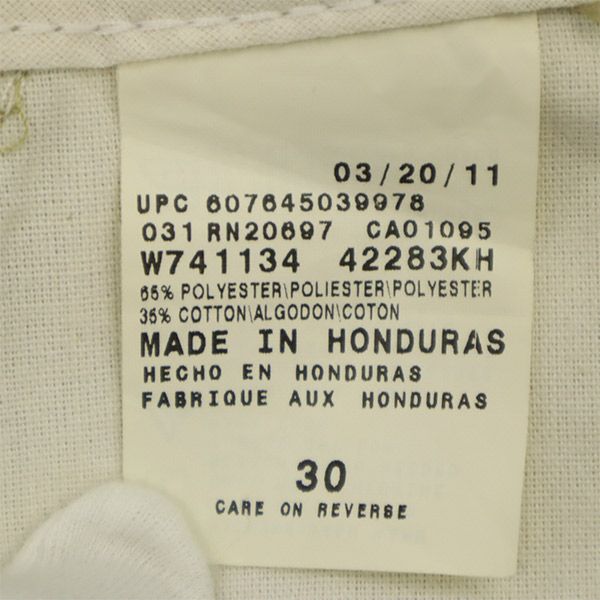 03/20/11
UPC 607645039978
031 RN20697 CA01095
W741134 42283KH
65% POLYESTER\POLIESTER\POLYESTER
35% COTTON\ALGODON\COTON
MADE IN HONDURAS
HECHO EN HONDURAS
FABRIQUE AUX HONDURAS
30
CARE ON REVERSE